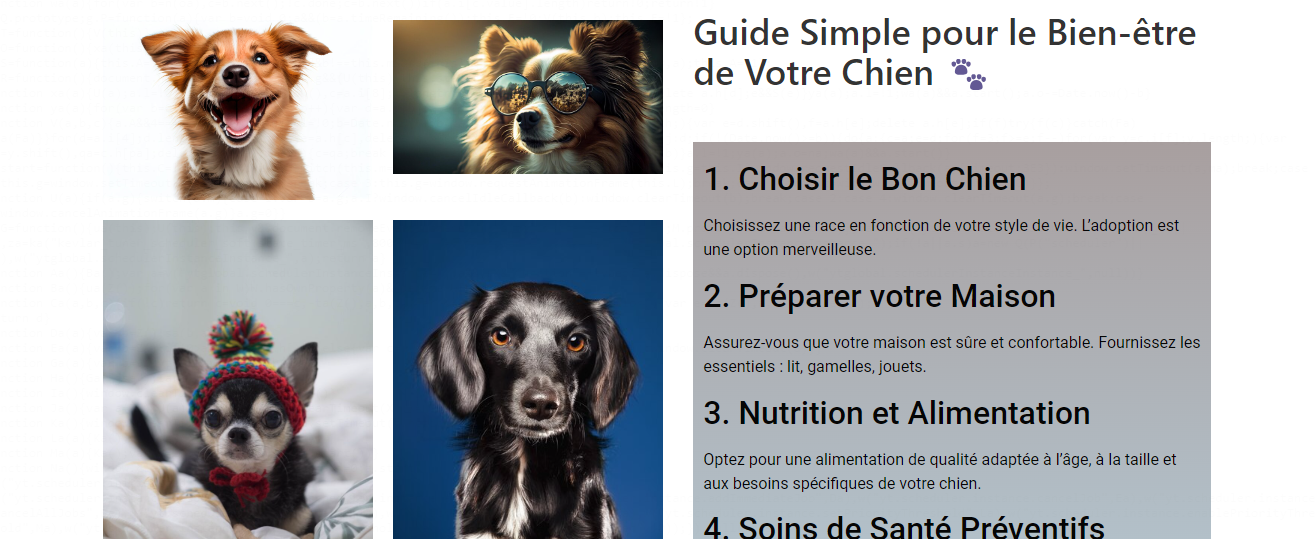 Guide Simple pour le Bien-être
de Votre Chien
1. Choisir le Bon Chien
Choisissez une race en fonction de votre style de vie. L’adoption est
une option merveilleuse.
2. Préparer votre Maison
Assurez-vous que votre maison est sûre et confortable. Fournissez les
essentiels : lit, gamelles, jouets.
3. Nutrition et Alimentation
Optez pour une alimentation de qualité adaptée à l’âge, à la taille et
aux besoins spécifiques de votre chien.
4. Soins de Santé Préventifs